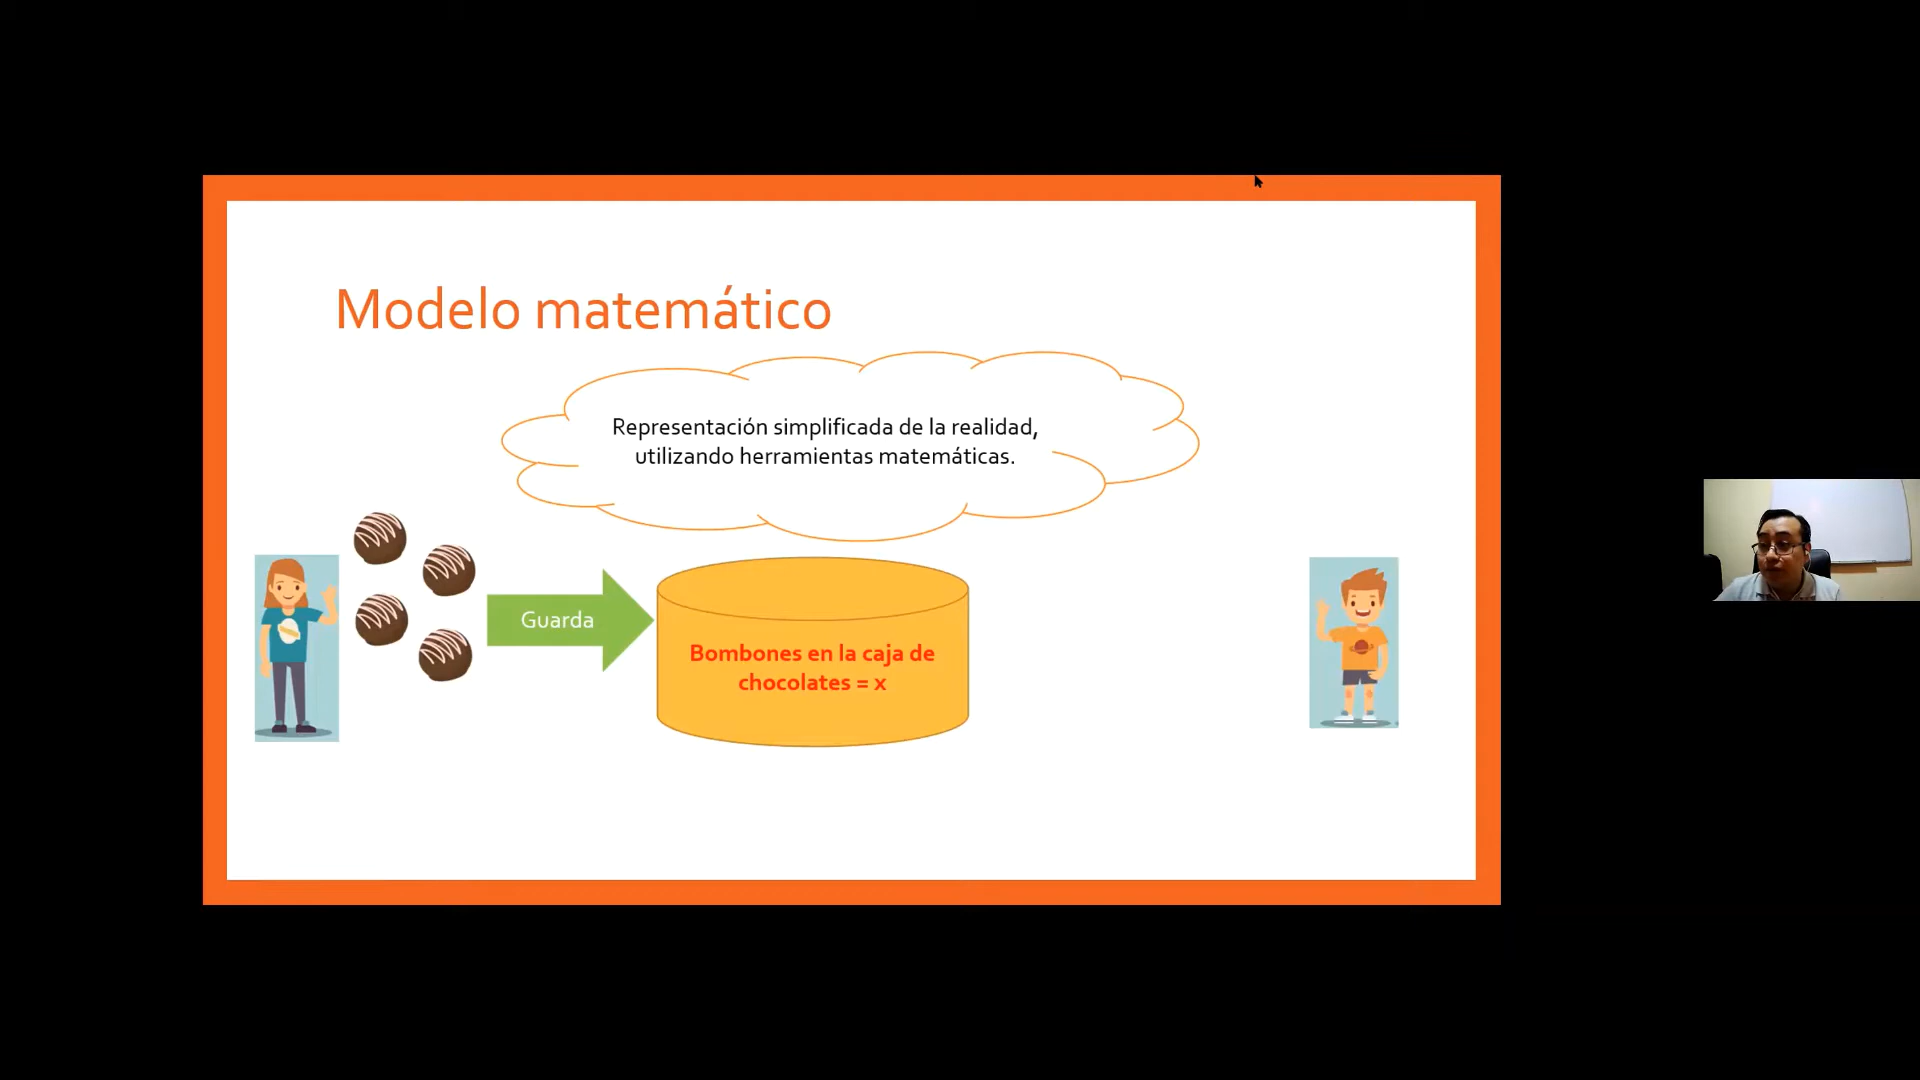 Modelo matemático
Representación simplificada de la realidad,
utilizando herramientas matemáticas.
Guarda
Bombones en la caja de
chocolates = x